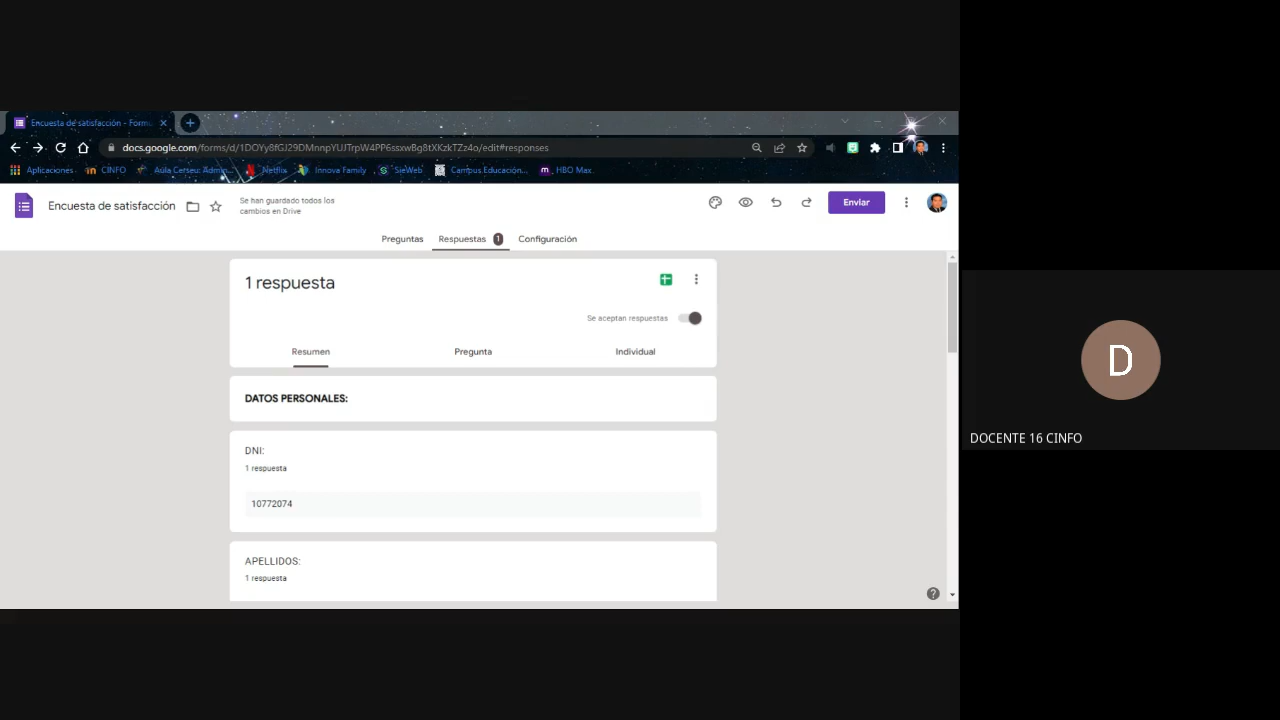 Encuesta de satisfacción - Formu
docs.google.com/forms/d/1DOYy8fGJ29DMnnpYUJTrpW4PP6ssxwBg8tXKzkTZz4o/edit#responses
Aplicaciones CINFO Aula Cerseu: Admin... Netflix Innova Family SieWeb Campus Educación... HBO Max
Encuesta de satisfacción
Se han guardado todos los
cambios en Drive
Enviar
Preguntas Respuestas 1 Configuración
1 respuesta
Se aceptan respuestas
Resumen Pregunta Individual
DATOS PERSONALES:
DNI:
1 respuesta
10772074
APELLIDOS:
1 respuesta
D
DOCENTE 16 CINFO